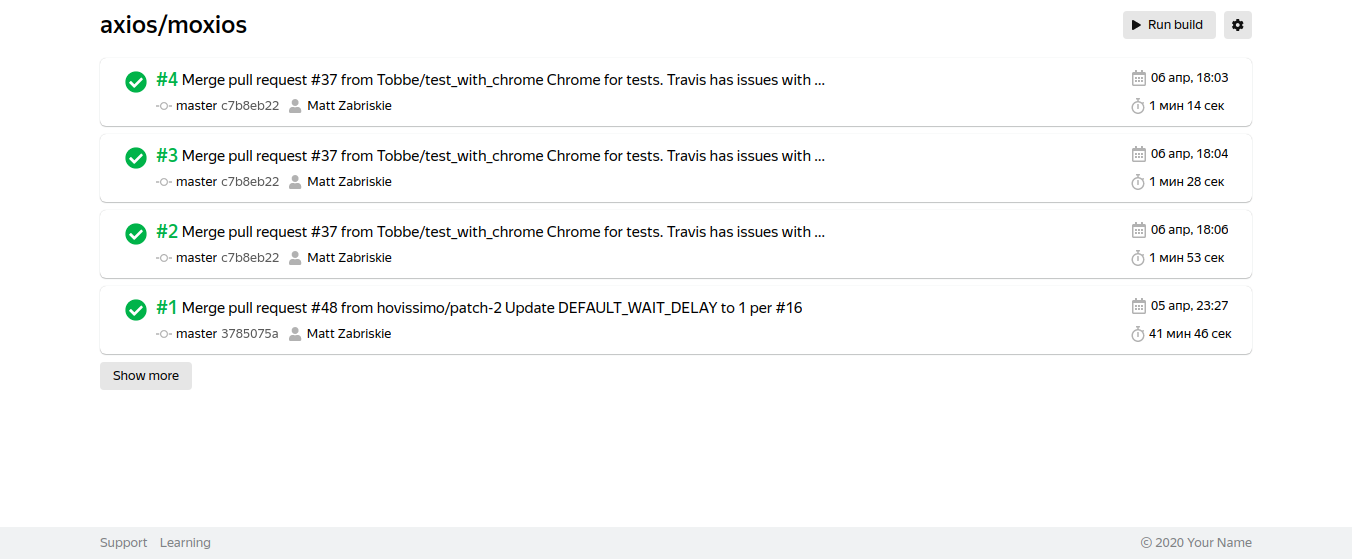 axios/moxios
Run build
#4 Merge pull request #37 from Tobbe/test_with_chrome Chrome for tests. Travis has issues with ...
06 апр, 18:03
master c7b8eb22 Matt Zabriskie
1 мин 14 сек
#3 Merge pull request #37 from Tobbe/test_with_chrome Chrome for tests. Travis has issues with ...
06 апр, 18:04
master c7b8eb22 Matt Zabriskie
1 мин 28 сек
#2 Merge pull request #37 from Tobbe/test_with_chrome Chrome for tests. Travis has issues with ...
06 апр, 18:06
master c7b8eb22 Matt Zabriskie
1 мин 53 сек
#1 Merge pull request #48 from hovissimo/patch-2 Update DEFAULT_WAIT_DELAY to 1 per #16
05 апр, 23:27
master 3785075a Matt Zabriskie
41 мин 46 сек
Show more
Support Learning
© 2020 Your Name